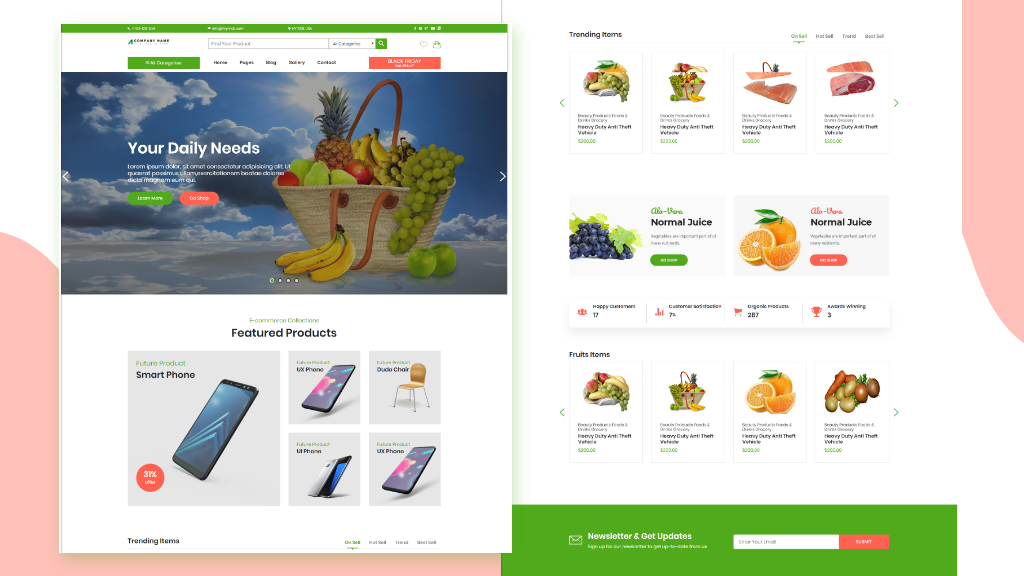 info@mymail.com
NY 1234, USA
COMPANY NAME
Find Your Product
All Categories
All Categories
Home
Pages
Blog
Gallery
Contact
BLACK FRIDAY
Your Daily Needs
Lorem ipsum dolor, sit amet consectetur adipisicing elit. Ut
quaerat possimus ullam,exercitationem beatae dolores
dicta magnam eum qui.
Learn More
Go Shop
E-commerce Collections
Featured Products
Future Product
Smart Phone
31%
offer
Future Product
UX Phone
Future Product
Dude Chair
Future Product
UI Phone
Future Product
UX Phone
Trending Items
On Sell
Hot Sell
Trend
Best Sell
Trending Items
On Sell
Hot Sell
Trend
Best Sell
Beauty Products Foods &
Drinks Grocery
Heavy Duty Anti Theft
Vehicle
$200.00
Beauty Products Foods &
Drinks Grocery
Heavy Duty Anti Theft
Vehicle
$200.00
Beauty Products Foods &
Drinks Grocery
Heavy Duty Anti Theft
Vehicle
$200.00
Beauty Products Foods &
Drinks Grocery
Heavy Duty Anti Theft
Vehicle
$200.00
Alo-Vera
Normal Juice
Vegetables are important part of of
many nutrients.
GO SHOP
Alo-Vera
Normal Juice
Vegetables are important part of of
many nutrients.
GO SHOP
Happy Customers
17
Customer Satisfaction
7%
Organic Products
287
Awards Winning
3
Fruits Items
Beauty Products Foods &
Drinks Grocery
Heavy Duty Anti Theft
Vehicle
$200.00
Beauty Products Foods &
Drinks Grocery
Heavy Duty Anti Theft
Vehicle
$200.00
Beauty Products Foods &
Drinks Grocery
Heavy Duty Anti Theft
Vehicle
$200.00
Beauty Products Foods &
Drinks Grocery
Heavy Duty Anti Theft
Vehicle
$200.00
Newsletter & Get Updates
Sign up for our newsletter to get up-to-date from us
Enter Your Email
SUBMIT